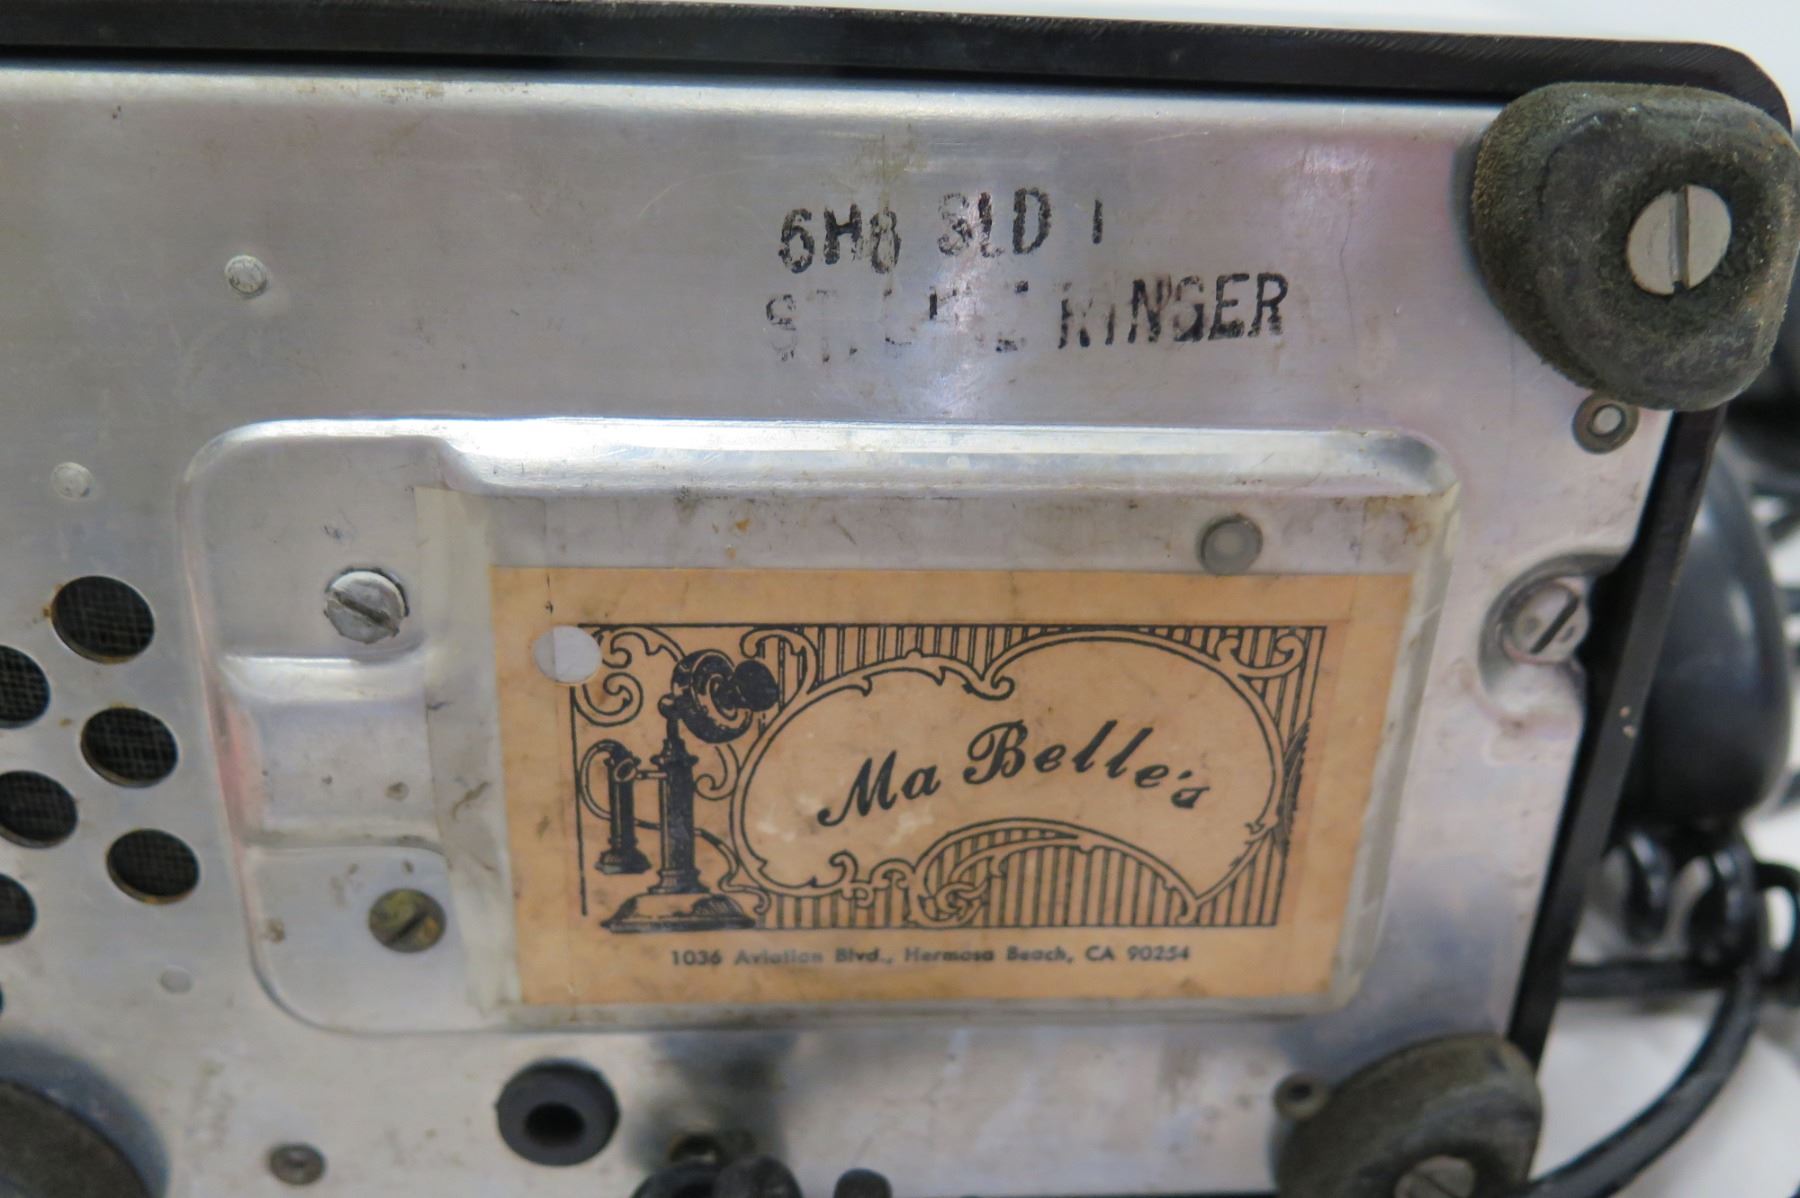 6H8 SLD 1
RINGER
Ma Belle's
1036 Aviation Blvd., Hermosa Beach, CA 90254